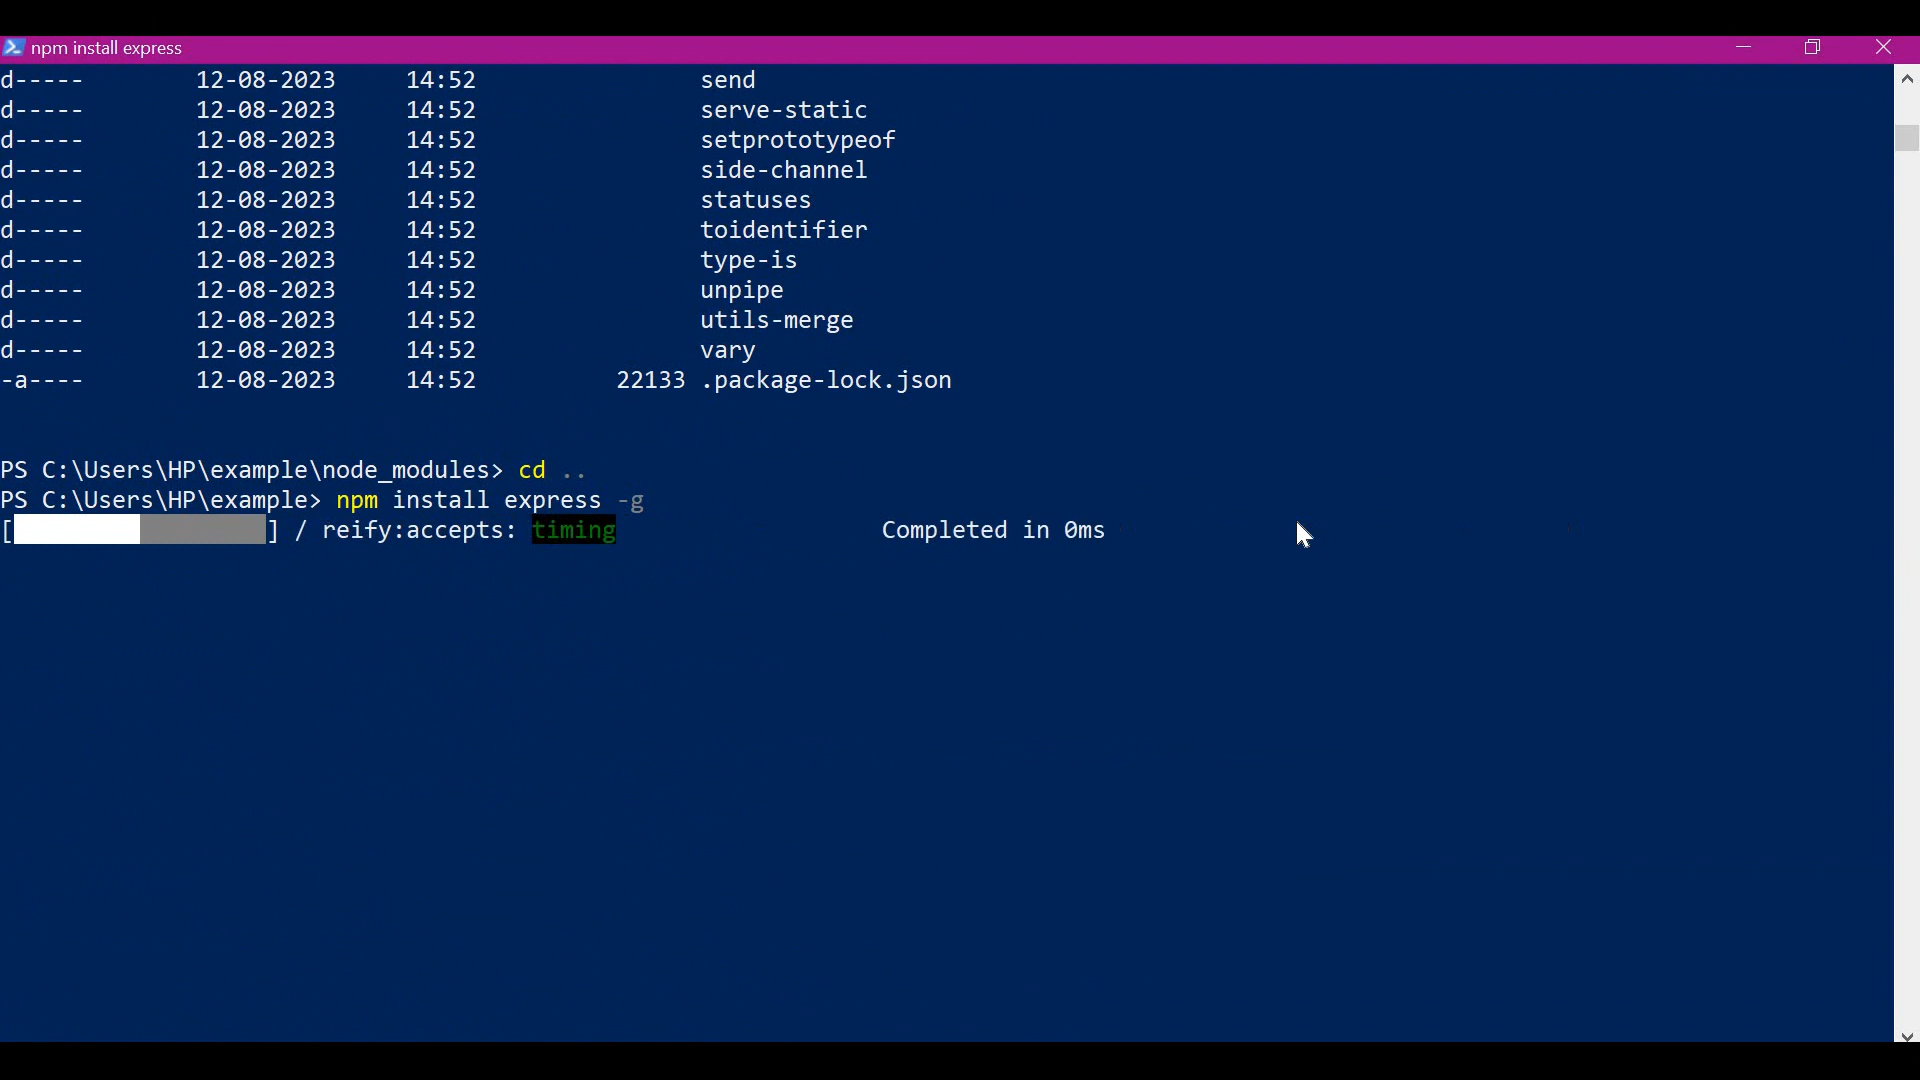 npm install express
d----- 12-08-2023 14:52 send
d----- 12-08-2023 14:52 serve-static
d----- 12-08-2023 14:52 setprototypeof
d----- 12-08-2023 14:52 side-channel
d----- 12-08-2023 14:52 statuses
d----- 12-08-2023 14:52 toidentifier
d----- 12-08-2023 14:52 type-is
d----- 12-08-2023 14:52 unpipe
d----- 12-08-2023 14:52 utils-merge
d----- 12-08-2023 14:52 vary
-a---- 12-08-2023 14:52 22133 .package-lock.json
PS C:\Users\HP\example\node_modules> cd ..
PS C:\Users\HP\example> npm install express -g
[ ] / reify:accepts: timing Completed in 0ms